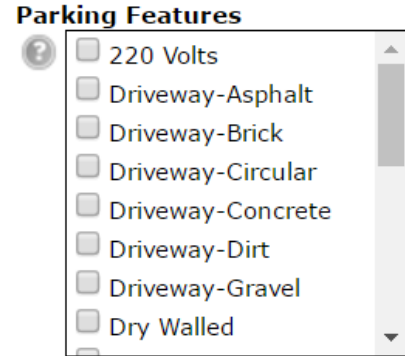 Parking Features
?
220 Volts
Driveway-Asphalt
Driveway-Brick
Driveway-Circular
Driveway-Concrete
Driveway-Dirt
Driveway-Gravel
Dry Walled